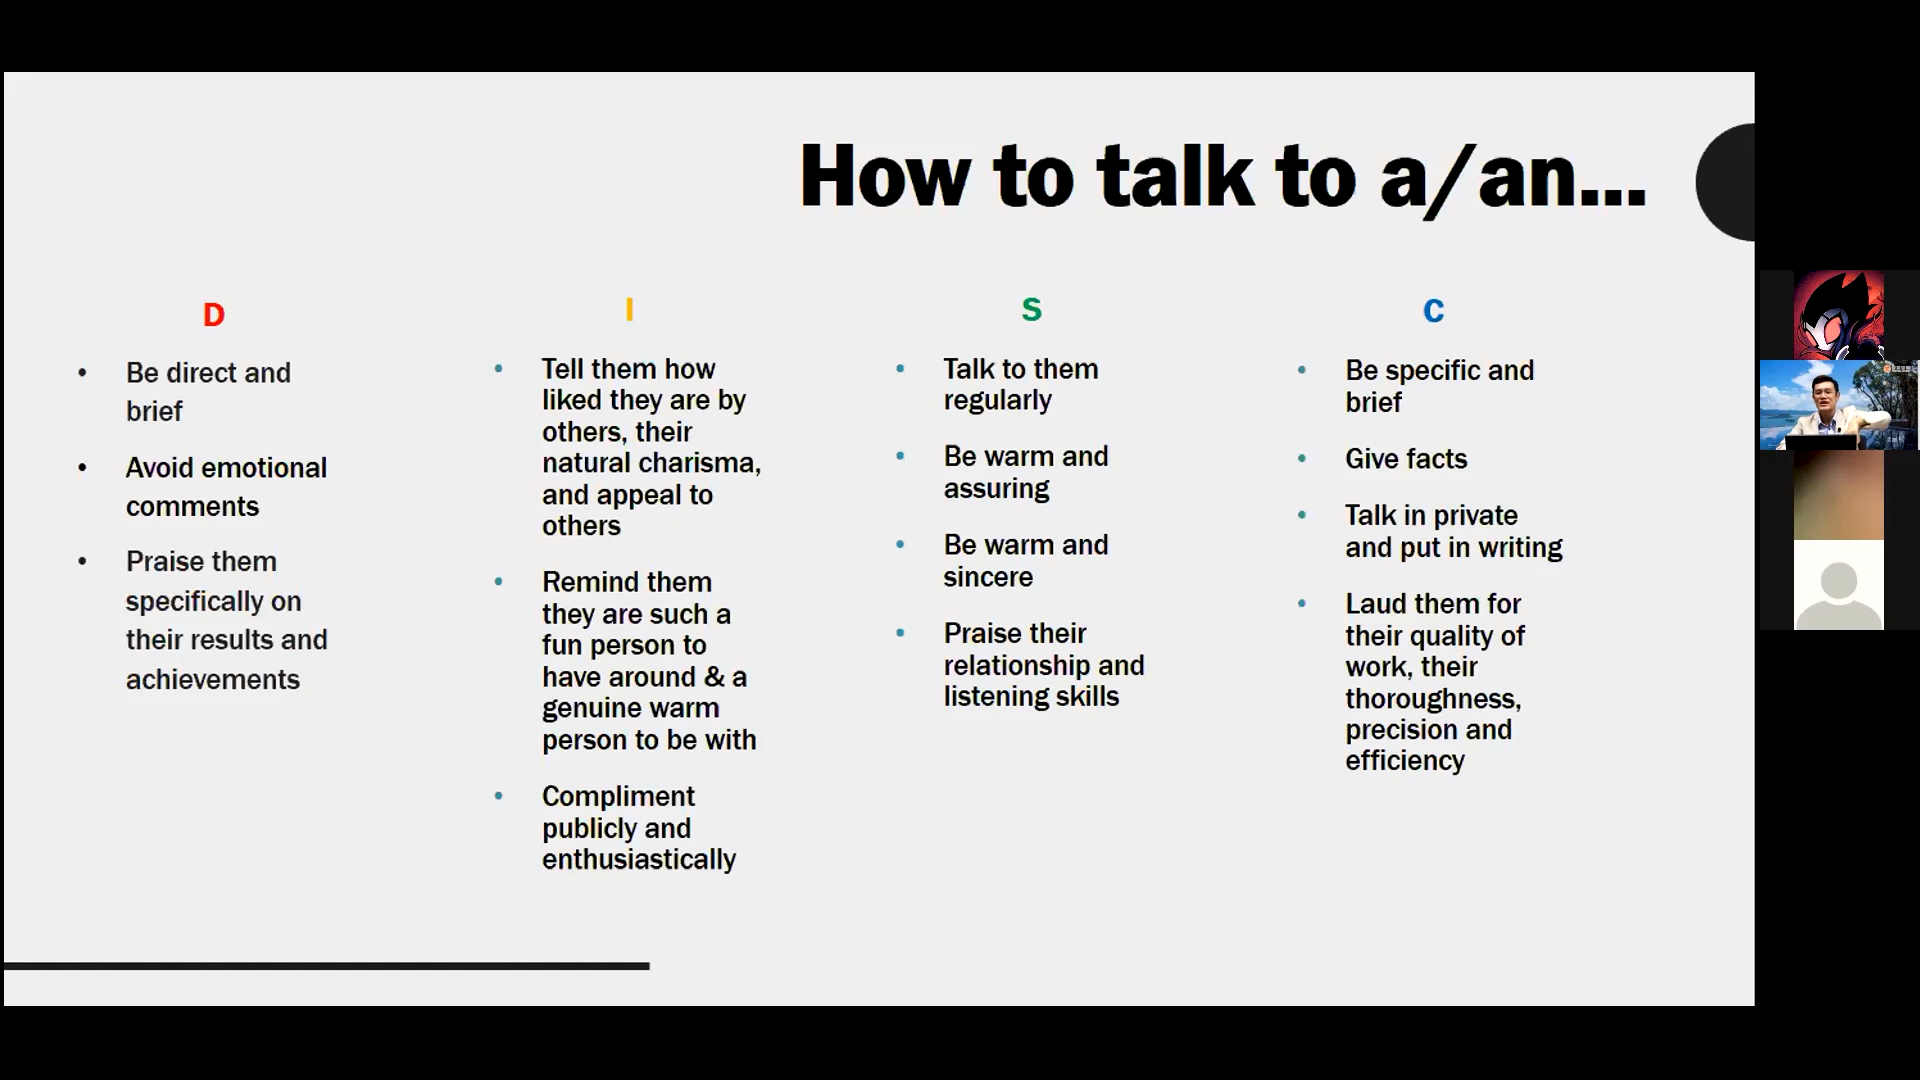 How to talk to a/an...
D
Be direct and
brief
Avoid emotional
comments
Praise them
specifically on
their results and
achievements
I
Tell them how
liked they are by
others, their
natural charisma,
and appeal to
others
Remind them
they are such a
fun person to
have around & a
genuine warm
person to be with
Compliment
publicly and
enthusiastically
S
Talk to them
regularly
Be warm and
assuring
Be warm and
sincere
Praise their
relationship and
listening skills
C
Be specific and
brief
Give facts
Talk in private
and put in writing
Laud them for
their quality of
work, their
thoroughness,
precision and
efficiency